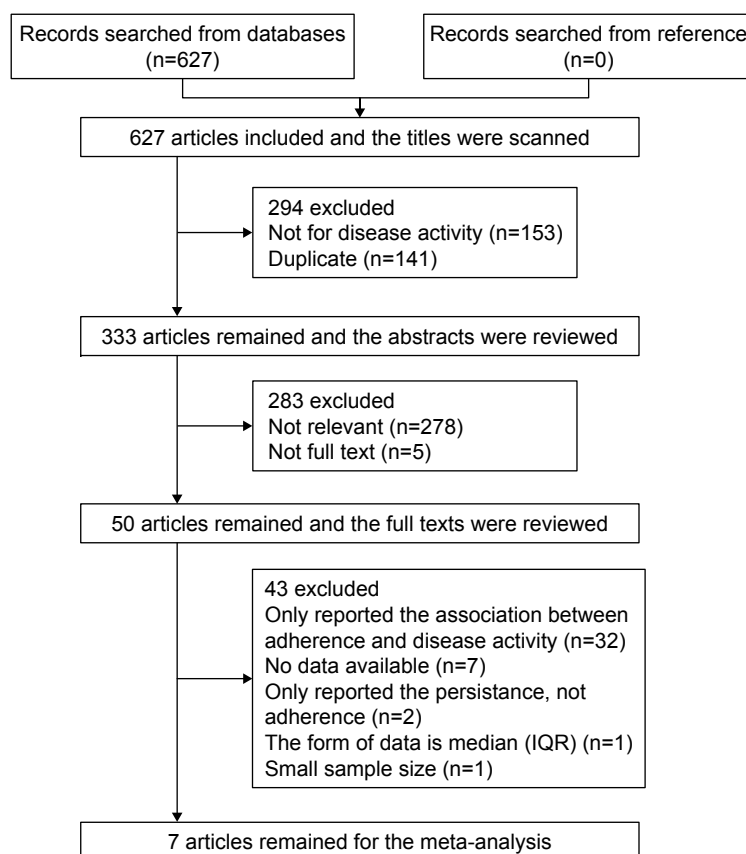 Records searched from databases
(n=627)
Records searched from reference
(n=0)
627 articles included and the titles were scanned
294 excluded
Not for disease activity (n=153)
Duplicate (n=141)
333 articles remained and the abstracts were reviewed
283 excluded
Not relevant (n=278)
Not full text (n=5)
50 articles remained and the full texts were reviewed
43 excluded
Only reported the association between
adherence and disease activity (n=32)
No data available (n=7)
Only reported the persistance, not
adherence (n=2)
The form of data is median (IQR) (n=1)
Small sample size (n=1)
7 articles remained for the meta-analysis